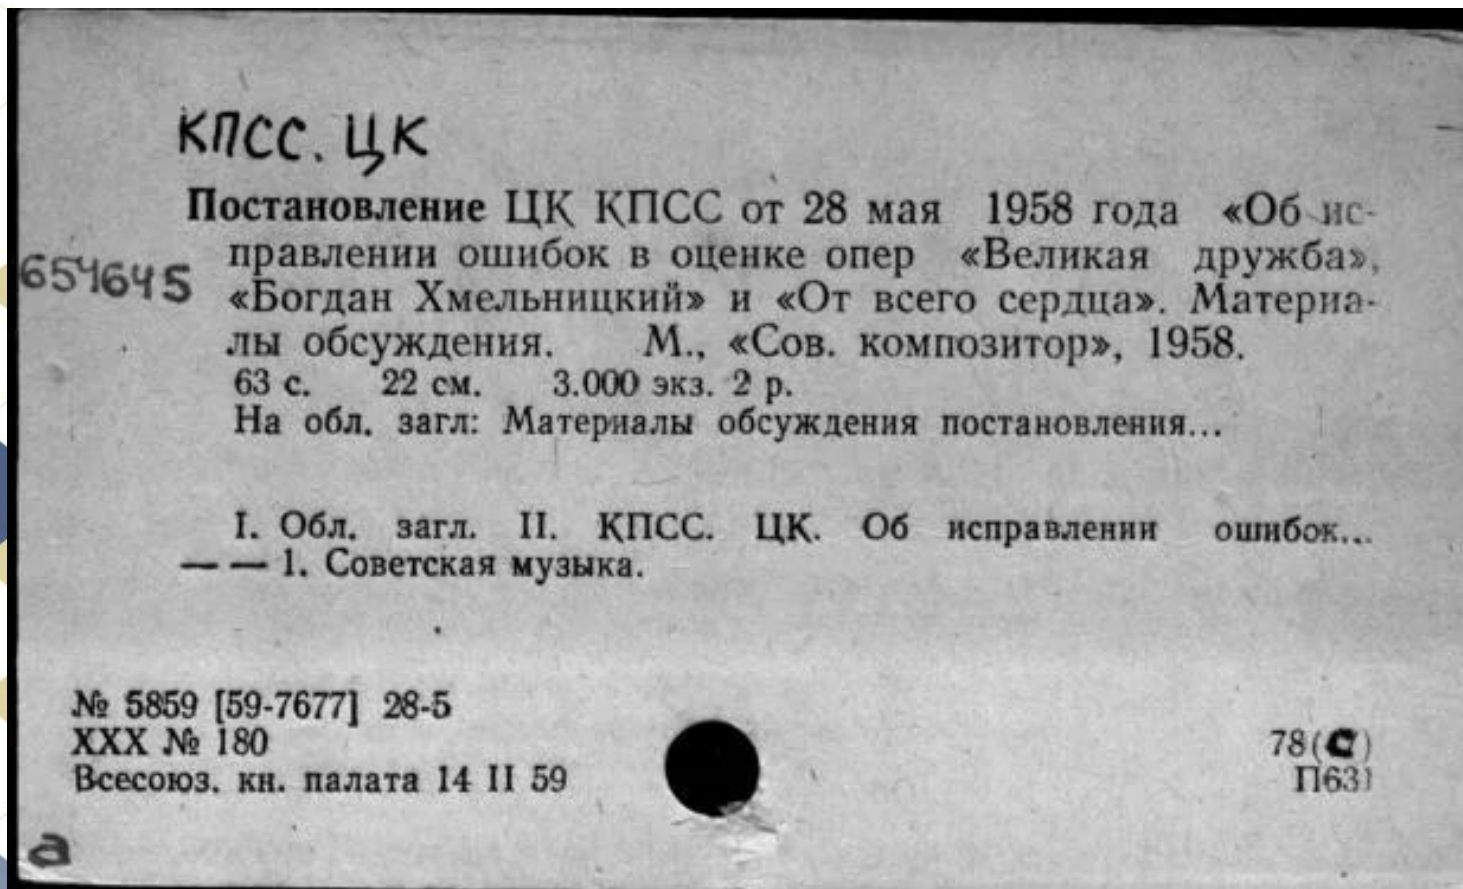 КПСС. ЦК
Постановление ЦК КПСС от 28 мая 1958 года «Об ис-
правлении ошибок в оценке опер «Великая дружба»,
654645
«Богдан Хмельницкий» и «От всего сердца». Материа-
лы обсуждения. М., «Сов. композитор», 1958.
63 с. 22 см. 3.000 экз. 2 р.
На обл. загл: Материалы обсуждения постановления...
I. Обл. загл. II. КПСС. ЦК. Об исправлении ошибок...
— — 1. Советская музыка.
№ 5859 [59-7677] 28-5
XXX № 180
78(С)
Всесоюз. кн. палата 14 II 59
П63)
а